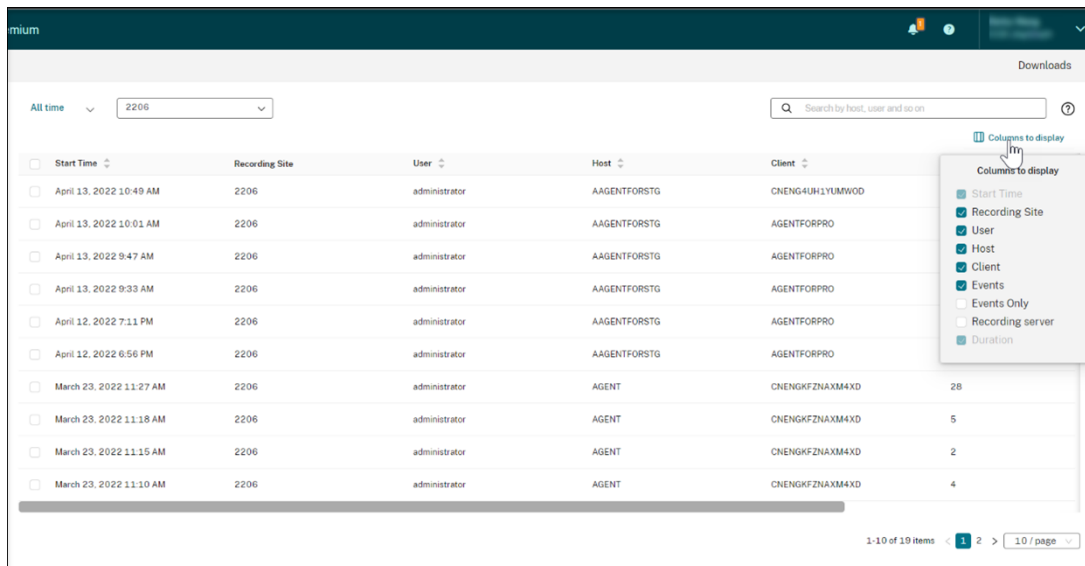 emium
Downloads
All time 2206 Search by host, user and so on
Columns to display
Start Time Recording Site User Host Client
April 13, 2022 10:49 AM 2206 administrator AAGENTFORSTG CNENG4UH1YUMWOD
April 13, 2022 10:01 AM 2206 administrator AAGENTFORSTG AGENTFORPRO
April 13, 2022 9:47 AM 2206 administrator AAGENTFORSTG AGENTFORPRO
April 13, 2022 9:33 AM 2206 administrator AAGENTFORSTG AGENTFORPRO
April 12, 2022 7:11 PM 2206 administrator AAGENTFORSTG AGENTFORPRO
April 12, 2022 6:56 PM 2206 administrator AAGENTFORSTG AGENTFORPRO
March 23, 2022 11:27 AM 2206 administrator AGENT CNENGKFZNAXM4XD 28
March 23, 2022 11:18 AM 2206 administrator AGENT CNENGKFZNAXM4XD 5
March 23, 2022 11:15 AM 2206 administrator AGENT CNENGKFZNAXM4XD 2
March 23, 2022 11:10 AM 2206 administrator AGENT CNENGKFZNAXM4XD 4
Columns to display
Start Time
Recording Site
User
Host
Client
Events
Events Only
Recording server
Duration
1-10 of 19 items < 1 2 > 10 / page